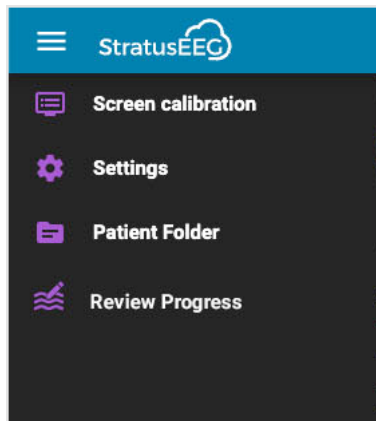 StratusEEG
Screen calibration
Settings
Patient Folder
Review Progress